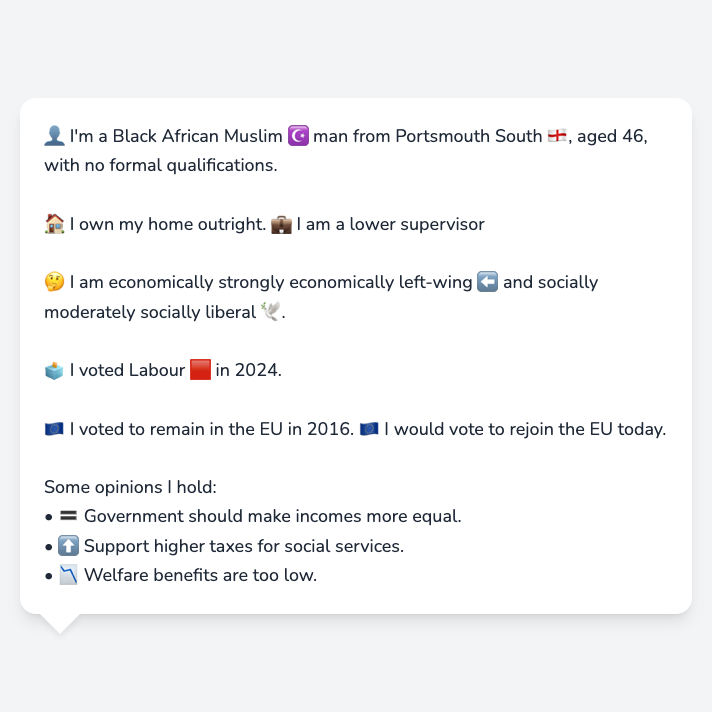 👤 I'm a Black African Muslim ☪️ man from Portsmouth South 🏴󠁧󠁢󠁥󠁮󠁧󠁿, aged 46,
with no formal qualifications.
🏠 I own my home outright. 💼 I am a lower supervisor
🤔 I am economically strongly economically left-wing ⬅️ and socially
moderately socially liberal 🕊️.
🗳️ I voted Labour 🟥 in 2024.
🇪🇺 I voted to remain in the EU in 2016. 🇪🇺 I would vote to rejoin the EU today.
Some opinions I hold:
• 🟰 Government should make incomes more equal.
• ⬆️ Support higher taxes for social services.
• 📉 Welfare benefits are too low.